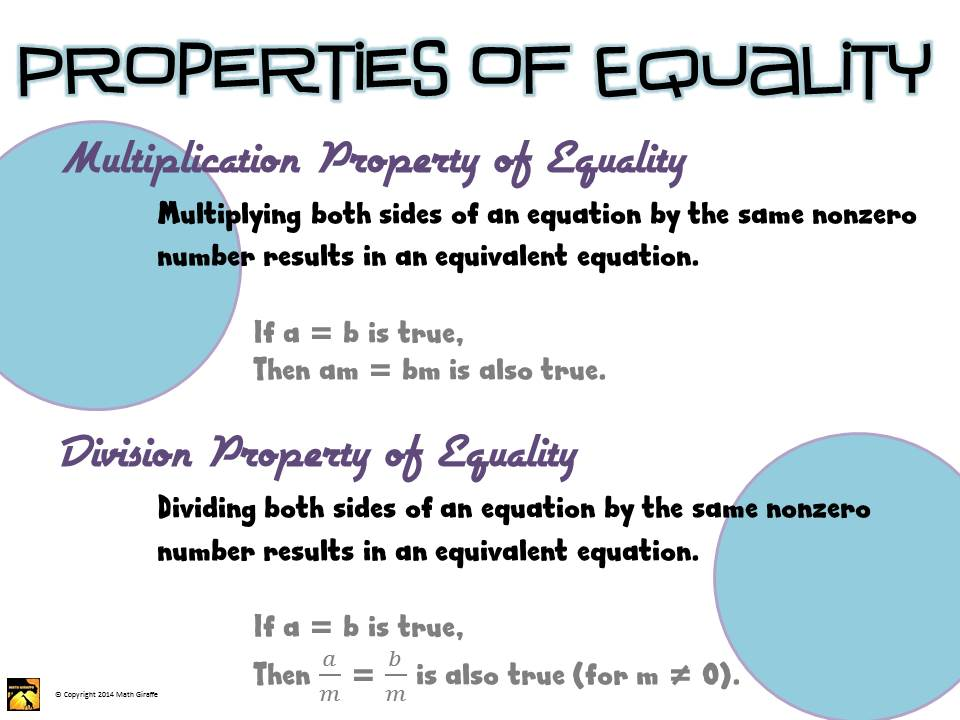 PROPERTIES OF EQUALITY
Multiplication Property of Equality
Multiplying both sides of an equation by the same nonzero
number results in an equivalent equation.
If a = b is true,
Then am = bm is also true.
Division Property of Equality
Dividing both sides of an equation by the same nonzero
number results in an equivalent equation.
If a = b is true,
Then a/m = b/m is also true (for m ≠ 0).
MATH GIRAFFE
© Copyright 2014 Math Giraffe